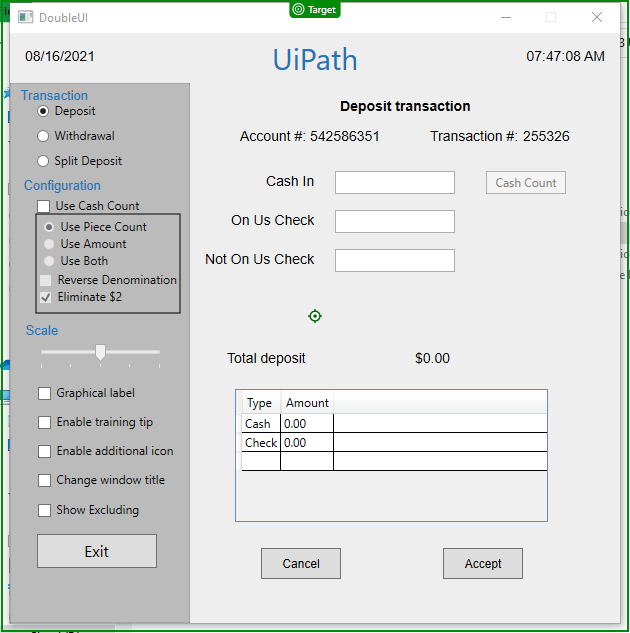 Target
DoubleUI
08/16/2021
UiPath
07:47:08 AM
Transaction
Deposit
Withdrawal
Split Deposit
Configuration
Use Cash Count
Use Piece Count
Use Amount
Use Both
Reverse Denomination
Eliminate $2
Scale
Graphical label
Enable training tip
Enable additional icon
Change window title
Show Excluding
Exit
Deposit transaction
Account #: 542586351 Transaction #: 255326
Cash In
Cash Count
On Us Check
Not On Us Check
Total deposit $0.00
Type Amount
Cash 0.00
Check 0.00
Cancel Accept